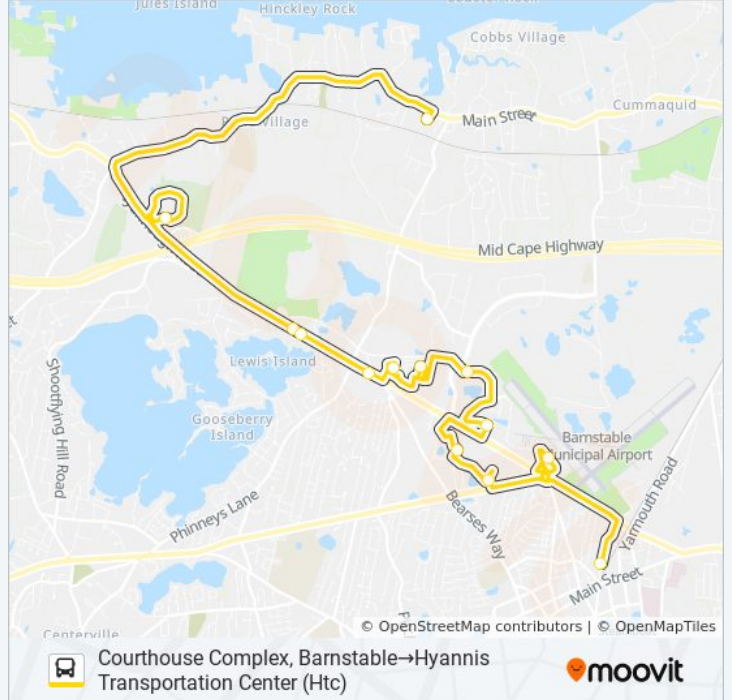 Jules Island
Hinckley Rock
Cobbs Village
Cummaquid
Main Street
Village
Mid Cape Highway
Lewis Island
Shootflying Hill Road
Gooseberry
Island
Barnstable
Municipal Airport
Yarmouth Road
Phinneys Lane
Bearses Way
Main Street
Centerville
© OpenStreetMap contributors | © OpenMapTiles
Courthouse Complex, Barnstable→Hyannis
Transportation Center (Htc)
moovit